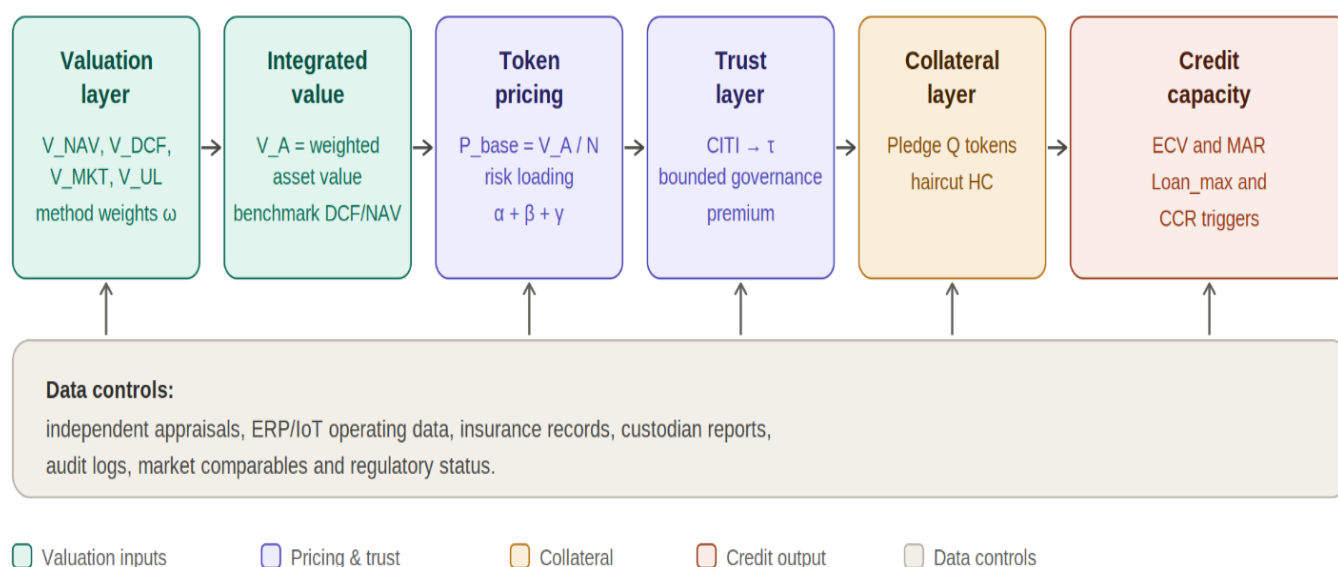 Valuation
layer
V_NAV, V_DCF,
V_MKT, V_UL
method weights ω
Integrated
value
V_A = weighted
asset value
benchmark DCF/NAV
Token
pricing
P_base = V_A / N
risk loading
α + β + γ
Trust
layer
CITI → τ
bounded governance
premium
Collateral
layer
Pledge Q tokens
haircut HC
Credit
capacity
ECV and MAR
Loan_max and
CCR triggers
Data controls:
independent appraisals, ERP/IoT operating data, insurance records, custodian reports,
audit logs, market comparables and regulatory status.
Valuation inputs
Pricing & trust
Collateral
Credit output
Data controls